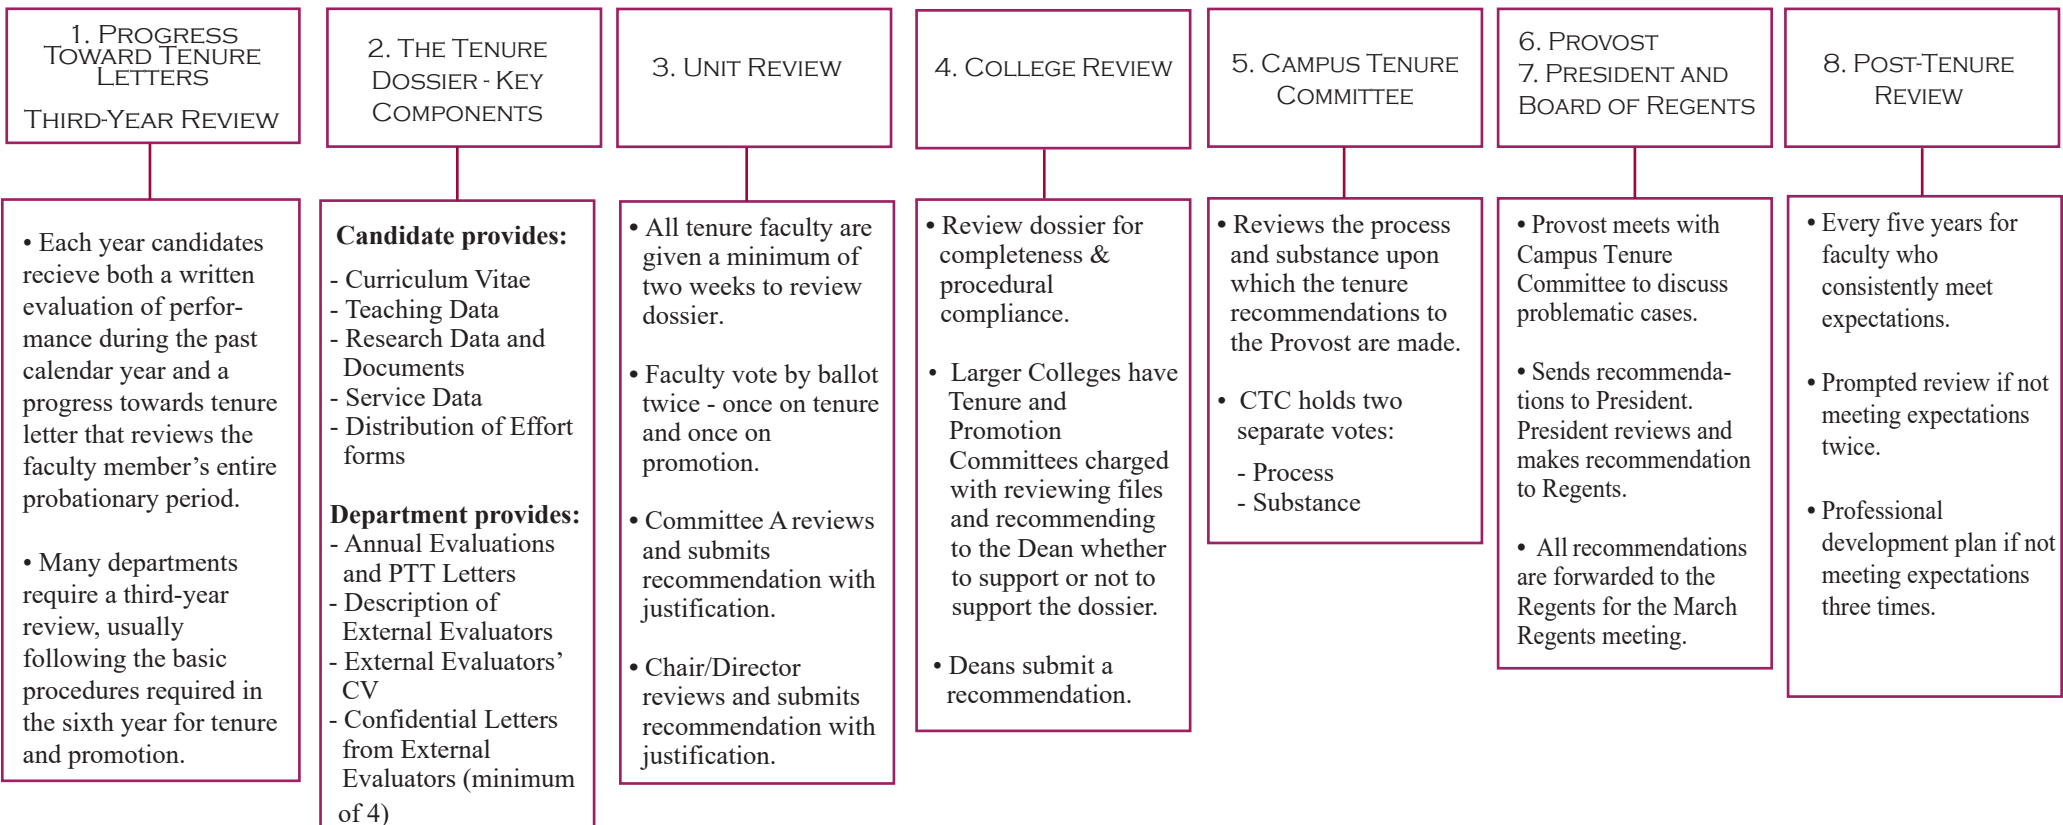 1. Progress
Toward Tenure
Letters
Third-Year Review
• Each year candidates
recieve both a written
evaluation of perfor-
mance during the past
calendar year and a
progress towards tenure
letter that reviews the
faculty member’s entire
probationary period.
• Many departments
require a third-year
review, usually
following the basic
procedures required in
the sixth year for tenure
and promotion.
2. The Tenure
Dossier - Key
Components
Candidate provides:
- Curriculum Vitae
- Teaching Data
- Research Data and
Documents
- Service Data
- Distribution of Effort
forms
Department provides:
- Annual Evaluations
and PTT Letters
- Description of
External Evaluators
- External Evaluators’
CV
- Confidential Letters
from External
Evaluators (minimum
of 4)
3. Unit Review
• All tenure faculty are
given a minimum of
two weeks to review
dossier.
• Faculty vote by ballot
twice - once on tenure
and once on
promotion.
• Committee A reviews
and submits
recommendation with
justification.
• Chair/Director
reviews and submits
recommendation with
justification.
4. College Review
• Review dossier for
completeness &
procedural
compliance.
• Larger Colleges have
Tenure and
Promotion
Committees charged
with reviewing files
and recommending
to the Dean whether
to support or not to
support the dossier.
• Deans submit a
recommendation.
5. Campus Tenure
Committee
• Reviews the process
and substance upon
which the tenure
recommendations to
the Provost are made.
• CTC holds two
separate votes:
- Process
- Substance
6. Provost
7. President and
Board of Regents
• Provost meets with
Campus Tenure
Committee to discuss
problematic cases.
• Sends recommenda-
tions to President.
President reviews and
makes recommendation
to Regents.
• All recommendations
are forwarded to the
Regents for the March
Regents meeting.
8. Post-Tenure
Review
• Every five years for
faculty who
consistently meet
expectations.
• Prompted review if not
meeting expectations
twice.
• Professional
development plan if not
meeting expectations
three times.